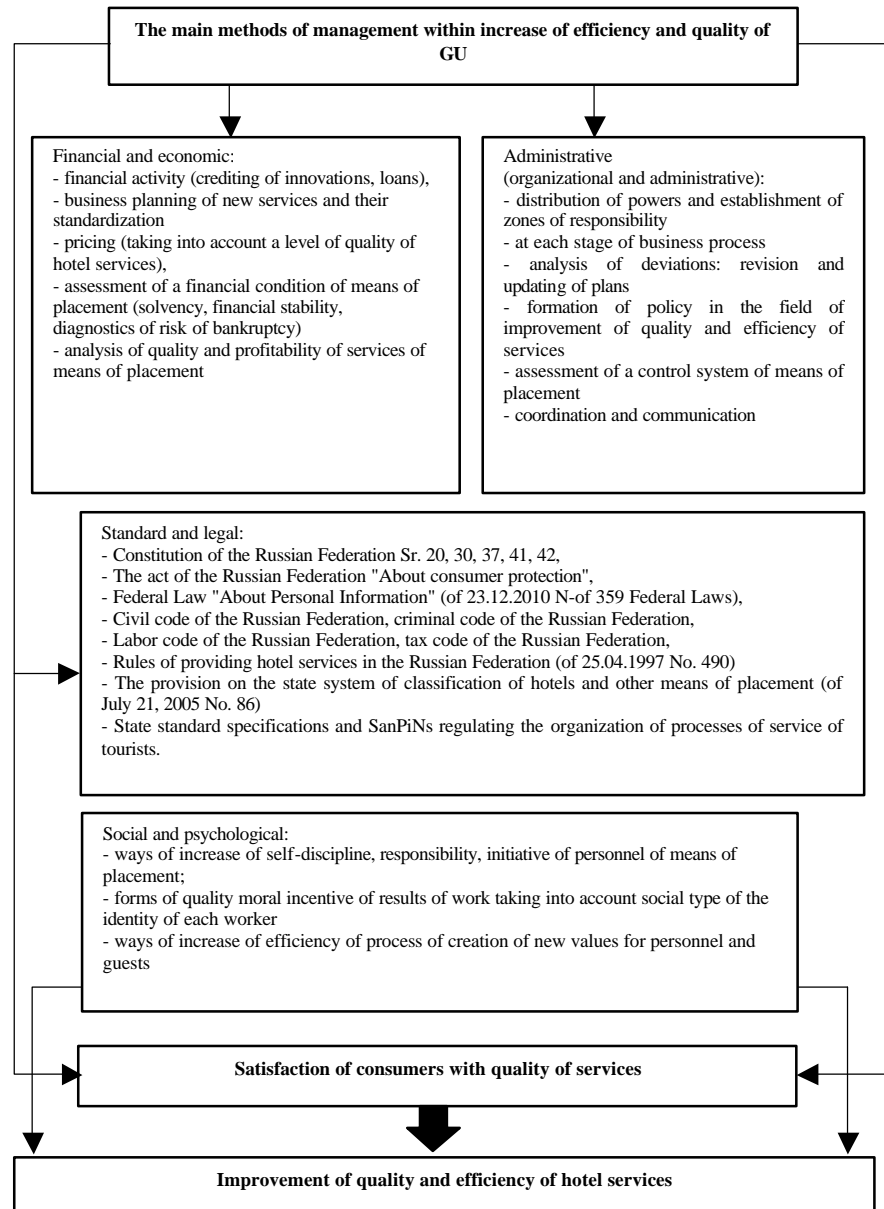 The main methods of management within increase of efficiency and quality of
GU
Financial and economic:
- financial activity (crediting of innovations, loans),
- business planning of new services and their
standardization
- pricing (taking into account a level of quality of
hotel services),
- assessment of a financial condition of means of
placement (solvency, financial stability,
diagnostics of risk of bankruptcy)
- analysis of quality and profitability of services of
means of placement
Administrative
(organizational and administrative):
- distribution of powers and establishment of
zones of responsibility
- at each stage of business process
- analysis of deviations: revision and
updating of plans
- formation of policy in the field of
improvement of quality and efficiency of
services
- assessment of a control system of means of
placement
- coordination and communication
Standard and legal:
- Constitution of the Russian Federation Sr. 20, 30, 37, 41, 42,
- The act of the Russian Federation "About consumer protection",
- Federal Law "About Personal Information" (of 23.12.2010 N-of 359 Federal Laws),
- Civil code of the Russian Federation, criminal code of the Russian Federation,
- Labor code of the Russian Federation, tax code of the Russian Federation,
- Rules of providing hotel services in the Russian Federation (of 25.04.1997 No. 490)
- The provision on the state system of classification of hotels and other means of placement (of
July 21, 2005 No. 86)
- State standard specifications and SanPiNs regulating the organization of processes of service of
tourists.
Social and psychological:
- ways of increase of self-discipline, responsibility, initiative of personnel of means of
placement;
- forms of quality moral incentive of results of work taking into account social type of the
identity of each worker
- ways of increase of efficiency of process of creation of new values for personnel and
guests
Satisfaction of consumers with quality of services
Improvement of quality and efficiency of hotel services